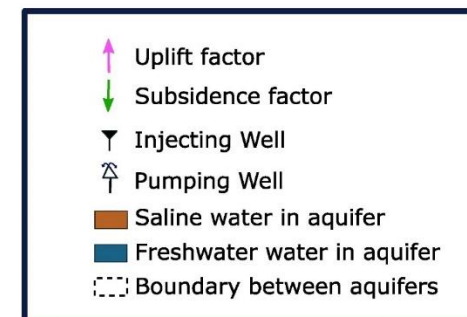 Uplift factor
Subsidence factor
Injecting Well
Pumping Well
Saline water in aquifer
Freshwater water in aquifer
Boundary between aquifers